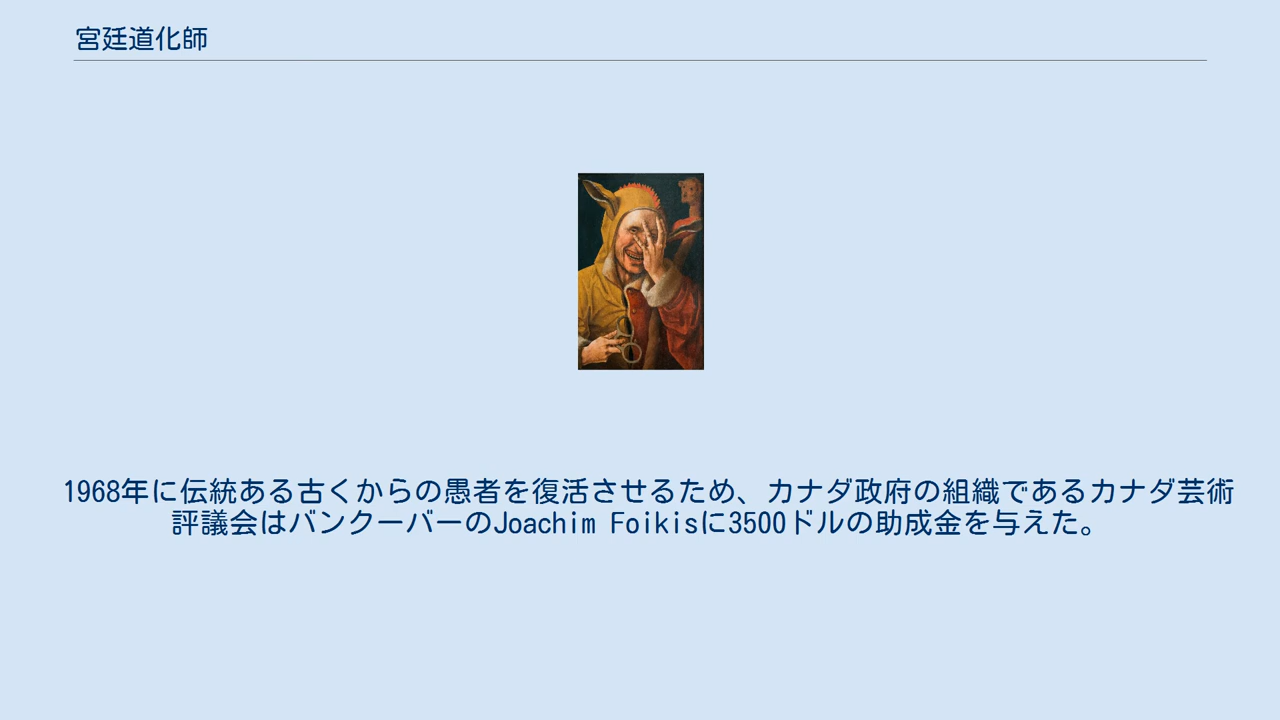 宮廷道化師
1968年に伝統ある古くからの愚者を復活させるため、カナダ政府の組織であるカナダ芸術
評議会はバンクーバーのJoachim Foikisに3500ドルの助成金を与えた。